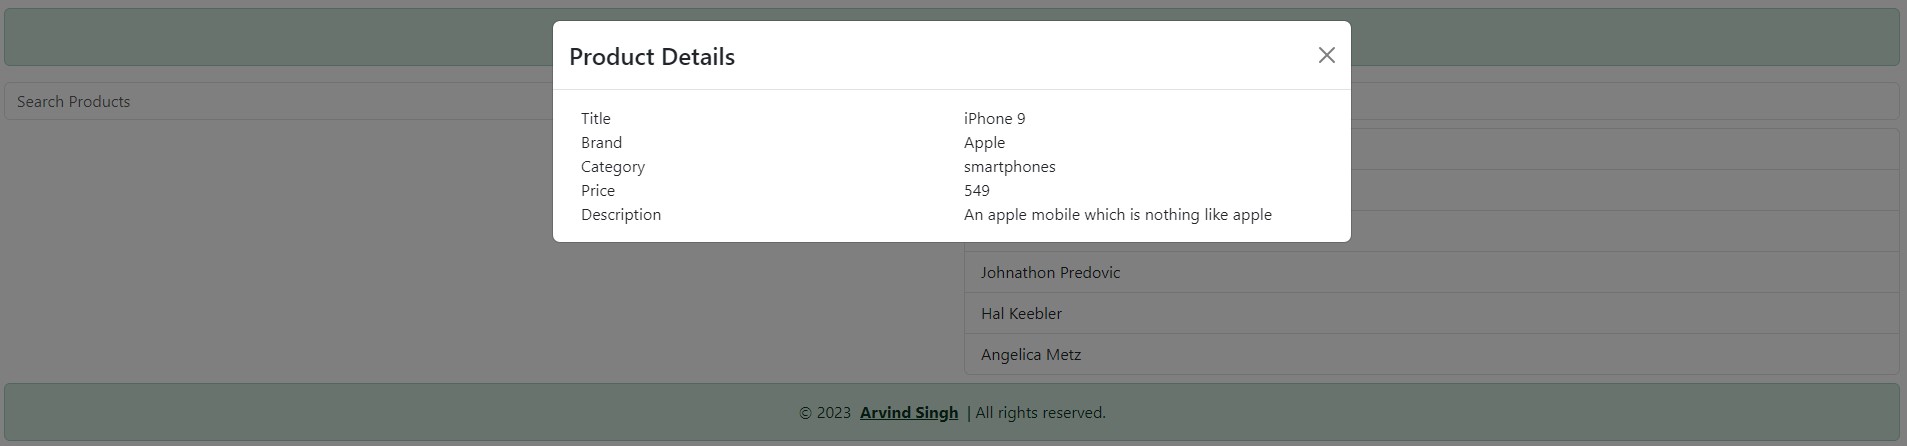 Product Details
Search Products
Title iPhone 9
Brand Apple
Category smartphones
Price 549
Description An apple mobile which is nothing like apple
Johnathon Predovic
Hal Keebler
Angelica Metz
© 2023 Arvind Singh | All rights reserved.